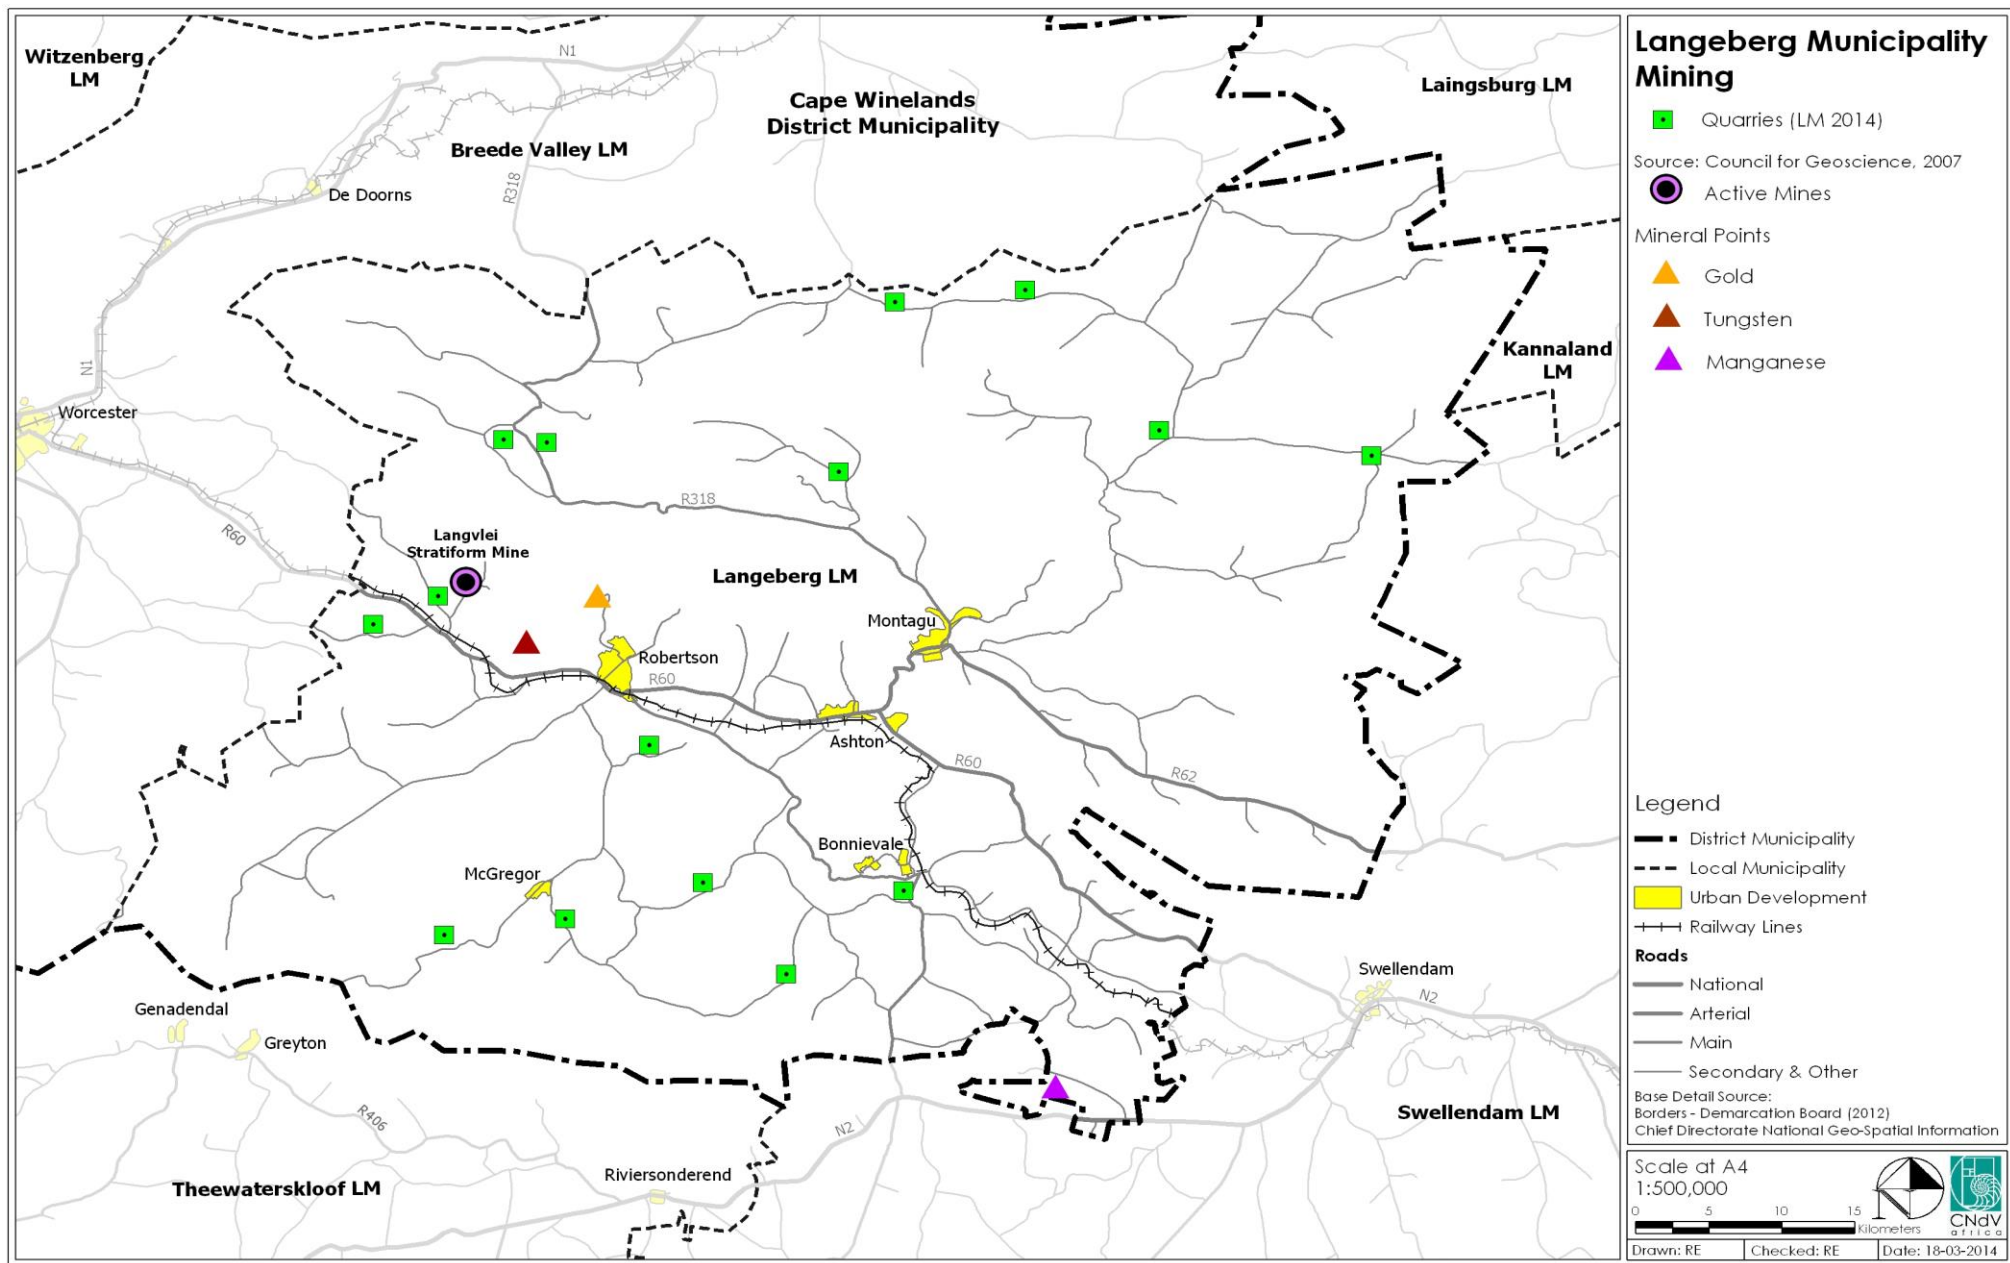 Witzenberg
LM
N1
Cape Winelands
District Municipality
Laingsburg LM
Breede Valley LM
R318
De Doorns
N1
Kannaland
LM
Worcester
R318
R60
Langvlei
Stratiform Mine
Langeberg LM
Montagu
Robertson
R60
Ashton
R60
R62
Bonnievale
McGregor
Swellendam
N2
Genadendal
Greyton
R406
N2
Swellendam LM
Riviersonderend
Theewaterskloof LM
Langeberg Municipality
Mining
Quarries (LM 2014)
Source: Council for Geoscience, 2007
Active Mines
Mineral Points
Gold
Tungsten
Manganese
Legend
District Municipality
Local Municipality
Urban Development
Railway Lines
Roads
National
Arterial
Main
Secondary & Other
Base Detail Source:
Borders - Demarcation Board (2012)
Chief Directorate National Geo-Spatial Information
Scale at A4
1:500,000
0 5 10 15
Kilometers
CNdV
africa
Drawn: RE Checked: RE Date: 18-03-2014